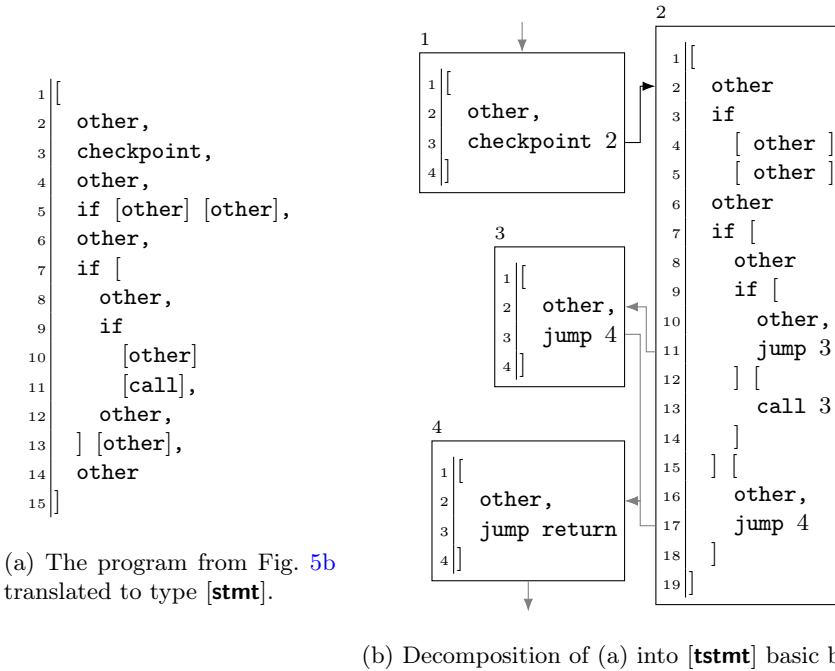 1 [
2 other,
3 checkpoint,
4 other,
5 if [other] [other],
6 other,
7 if [
8 other,
9 if
10 [other]
11 [call],
12 other,
13 ] [other],
14 other
15 ]
(a) The program from Fig. 5b
translated to type [stmt].
1
1 [
2 other,
3 checkpoint 2
4 ]
3
1 [
2 other,
3 jump 4
4 ]
4
1 [
2 other,
3 jump return
4 ]
2
1 [
2 other
3 if
4 [ other ]
5 [ other ]
6 other
7 if [
8 other
9 if [
10 other,
11 jump 3
12 ] [
13 call 3
14 ]
15 ] [
16 other,
17 jump 4
18 ]
19 ]
(b) Decomposition of (a) into [tstmt] basic